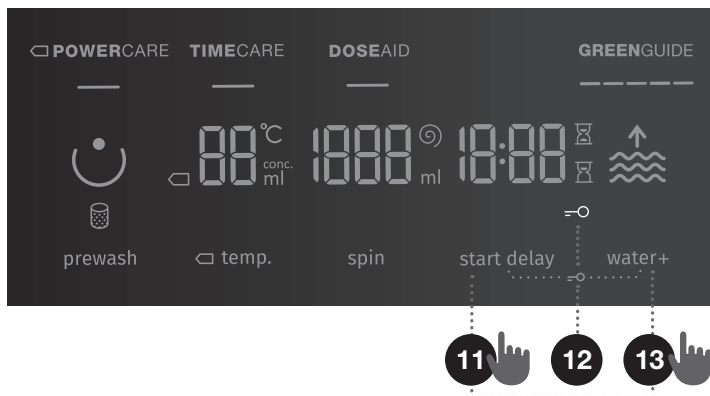 POWERCARE TIMECARE DOSEAID GREENGUIDE
88 °C conc. ml 1888 ml 18:88
prewash temp. spin start delay water+
11 12 13